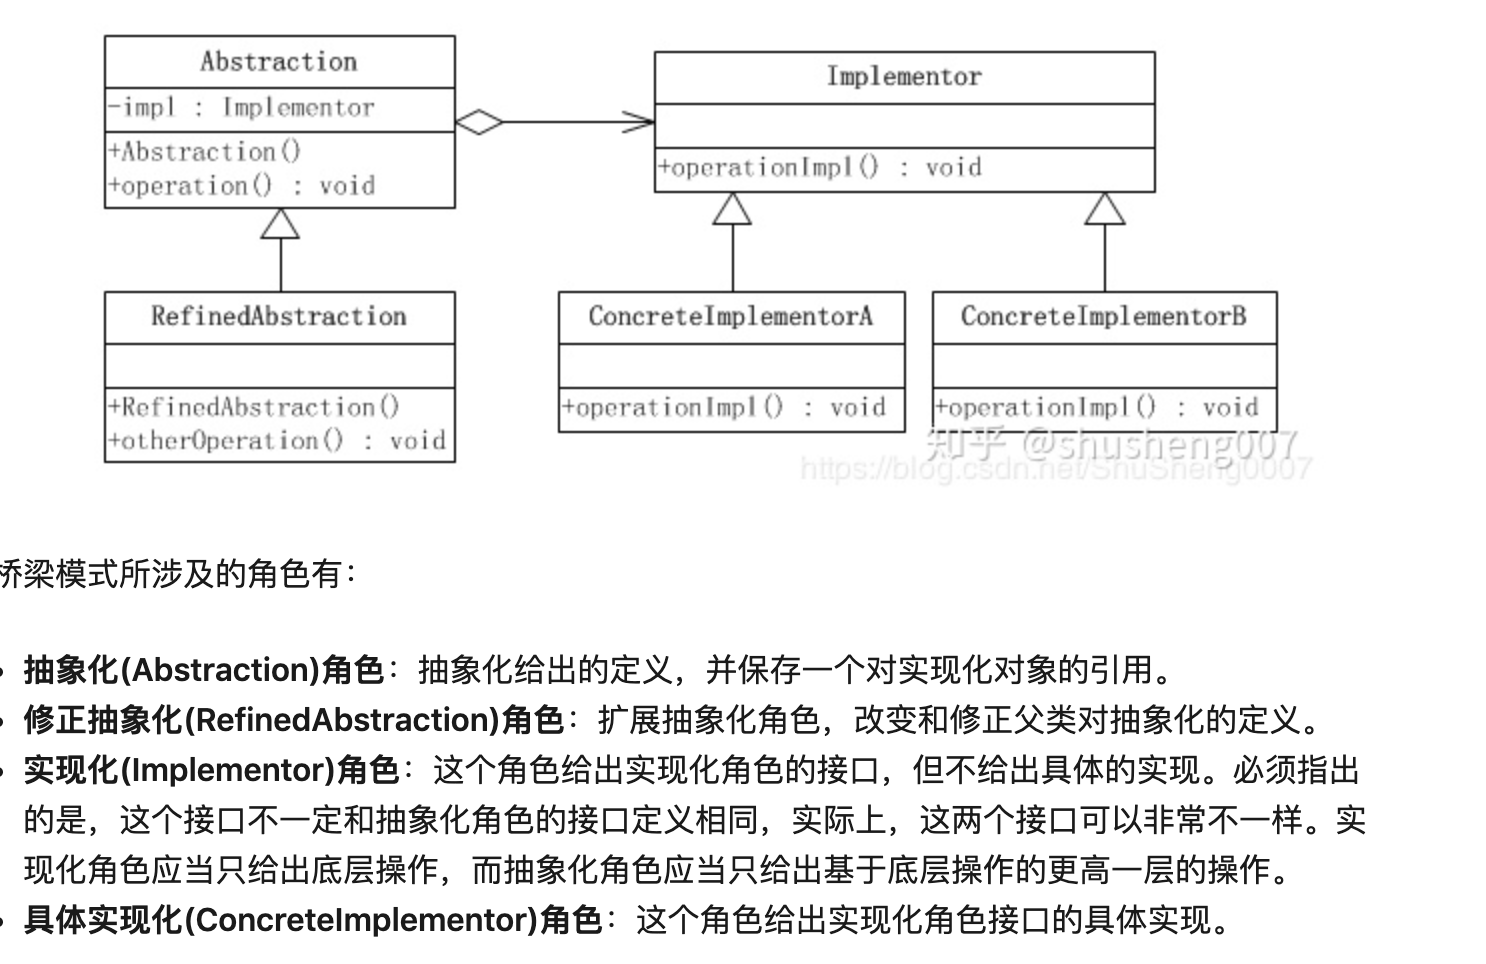 Abstraction
-impl : Implementor
+Abstraction()
+operation() : void
Implementor
+operationImpl() : void
RefinedAbstraction
+RefinedAbstraction()
+otherOperation() : void
ConcreteImplementorA
+operationImpl() : void
ConcreteImplementorB
+operationImpl() : void
知乎 @shusheng007
https://blog.csdn.net/ShuSheng0007
桥梁模式所涉及的角色有：
• 抽象化(Abstraction)角色：抽象化给出的定义，并保存一个对实现化对象的引用。
• 修正抽象化(RefinedAbstraction)角色：扩展抽象化角色，改变和修正父类对抽象化的定义。
• 实现化(Implementor)角色：这个角色给出实现化角色的接口，但不给出具体的实现。必须指出
的是，这个接口不一定和抽象化角色的接口定义相同，实际上，这两个接口可以非常不一样。实
现化角色应当只给出底层操作，而抽象化角色应当只给出基于底层操作的更高一层的操作。
• 具体实现化(ConcreteImplementor)角色：这个角色给出实现化角色接口的具体实现。